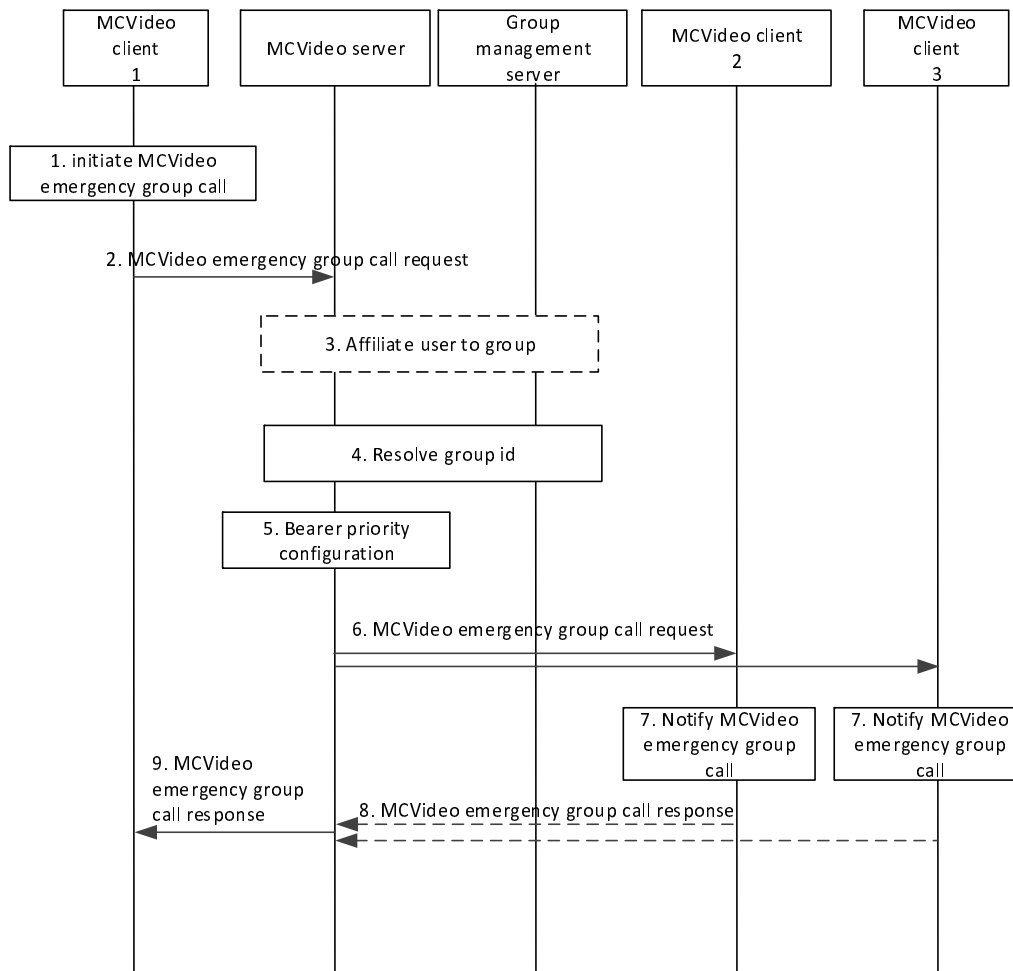 MCVideo
client
1
MCVideo server
Group
management
server
MCVideo client
2
MCVideo
client
3
1. initiate MCVideo
emergency group call
2. MCVideo emergency group call request
3. Affiliate user to group
4. Resolve group id
5. Bearer priority
configuration
6. MCVideo emergency group call request
7. Notify MCVideo
emergency group
call
7. Notify MCVideo
emergency group
call
8. MCVideo emergency group call response
9. MCVideo
emergency group
call response